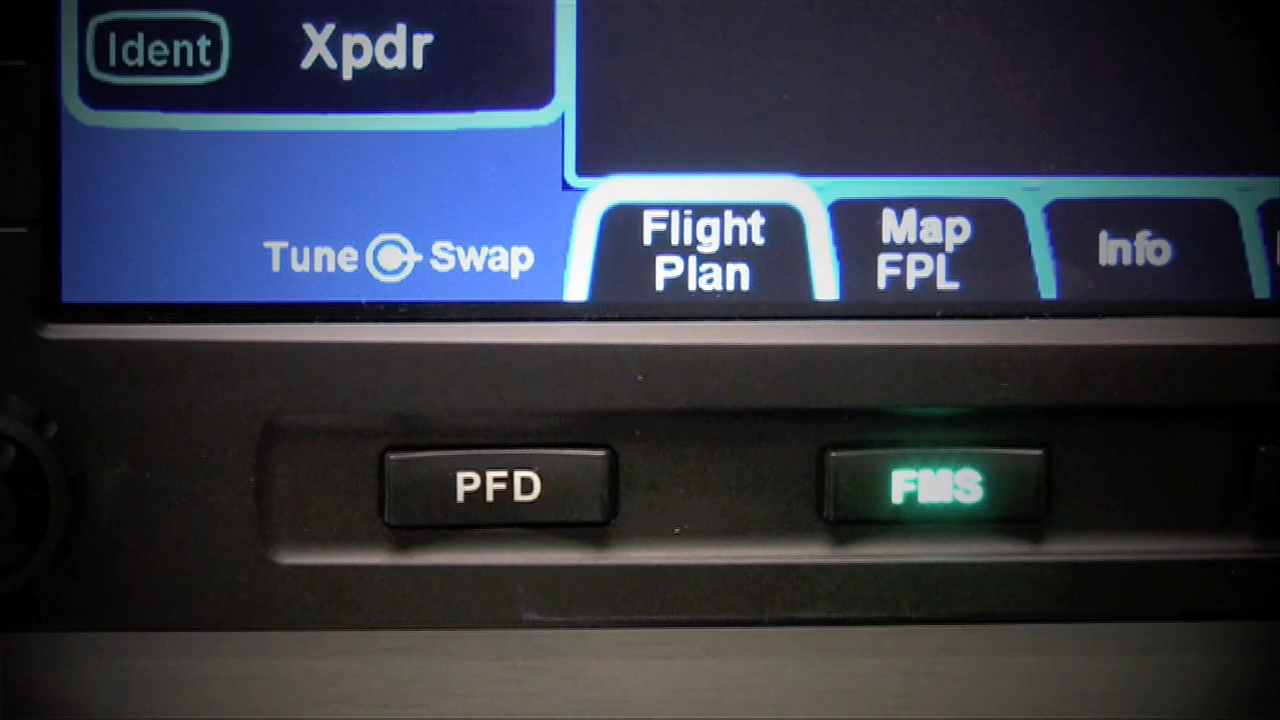 Ident
Xpdr
Tune Swap
Flight
Plan
Map
FPL
Info
PFD
FMS